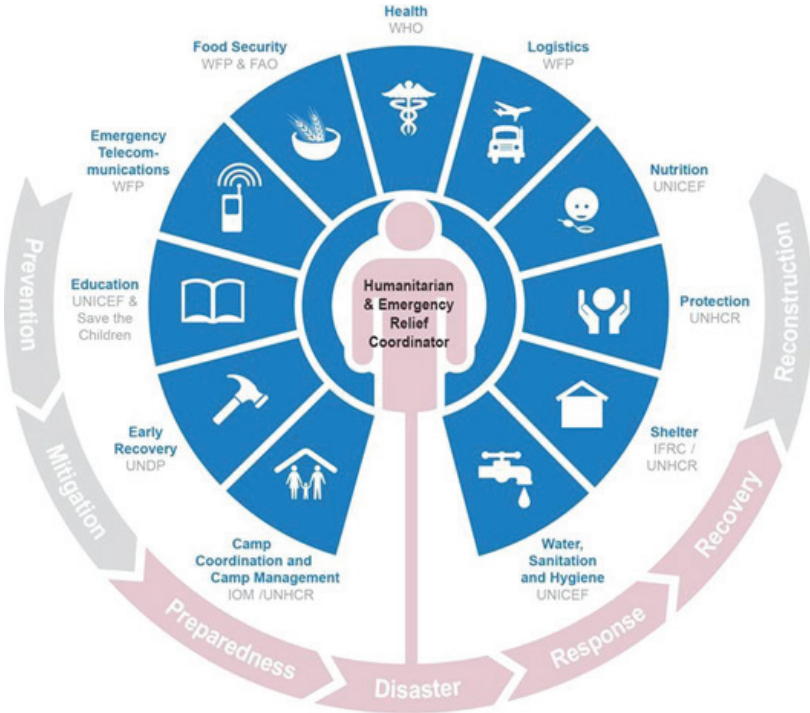 Health
WHO
Logistics
WFP
Nutrition
UNICEF
Protection
UNHCR
Shelter
IFRC /
UNHCR
Water,
Sanitation
and Hygiene
UNICEF
Camp
Coordination and
Camp Management
IOM /UNHCR
Early
Recovery
UNDP
Education
UNICEF &
Save the
Children
Emergency
Telecom-
munications
WFP
Food Security
WFP & FAO
Humanitarian
& Emergency
Relief
Coordinator
Prevention
Mitigation
Preparedness
Disaster
Response
Recovery
Reconstruction